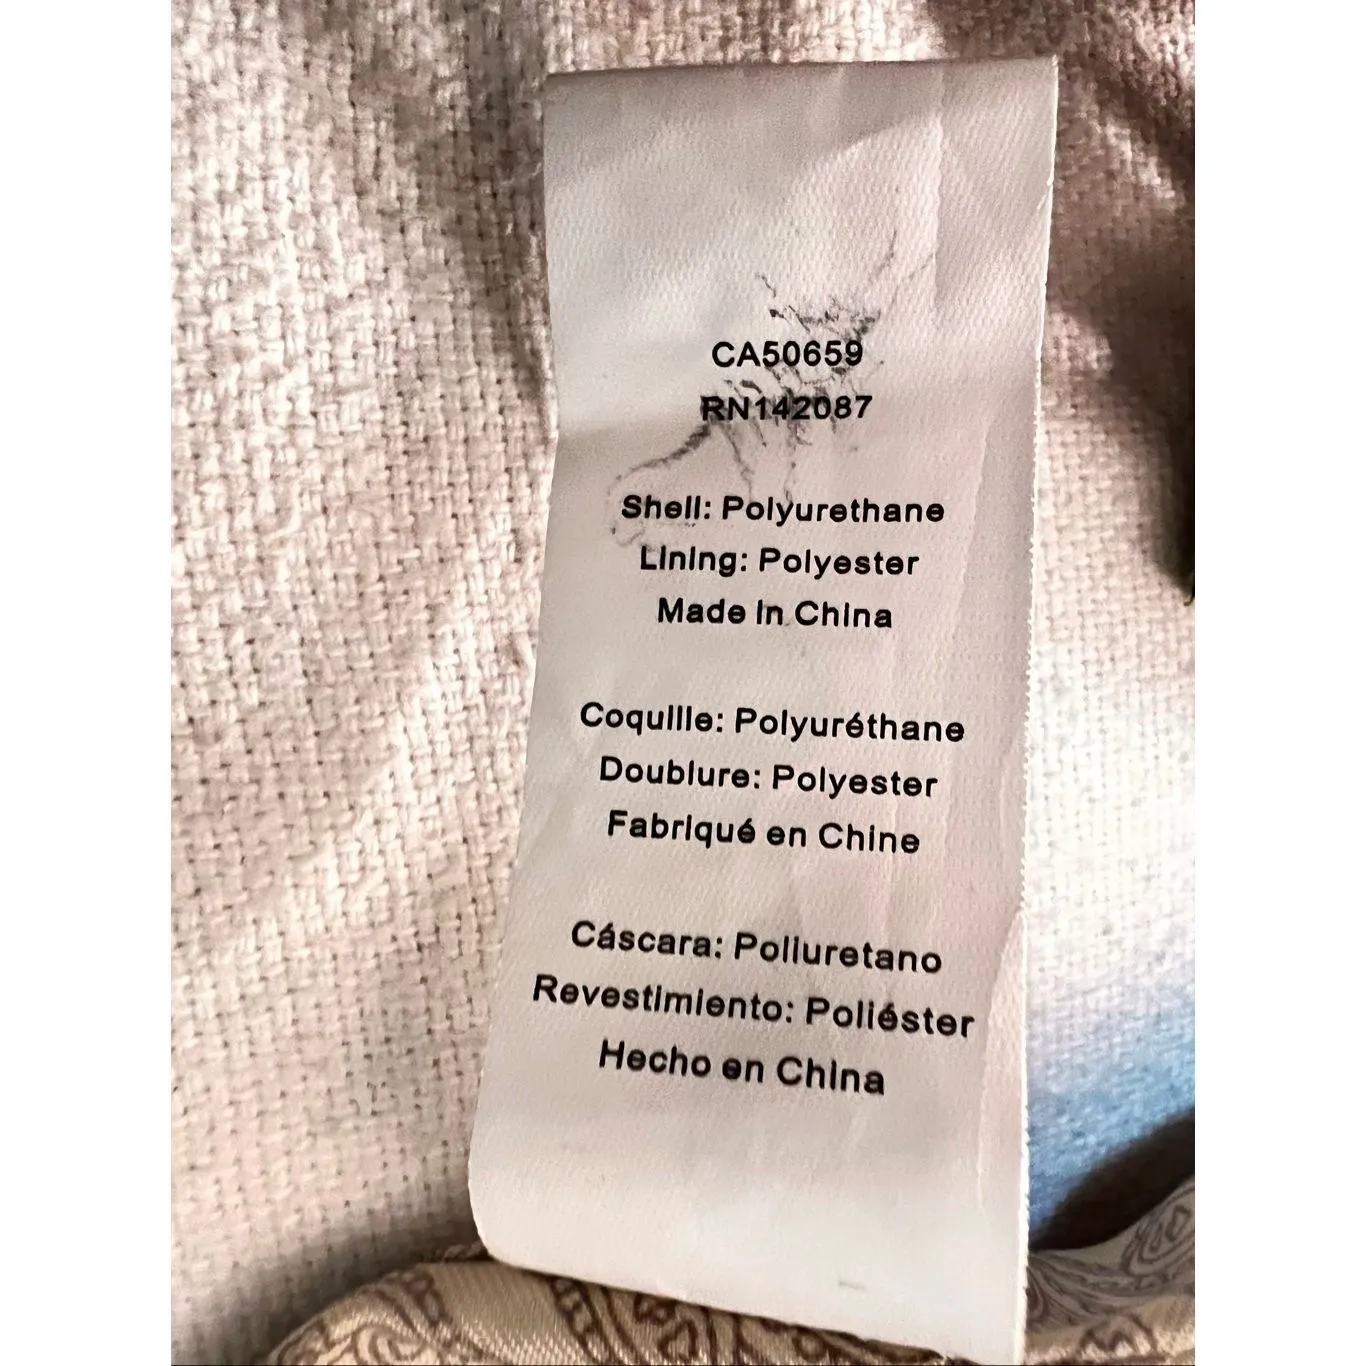 CA50659
RN142087
Shell: Polyurethane
Lining: Polyester
Made in China
Coquille: Polyuréthane
Doublure: Polyester
Fabriqué en Chine
Cáscara: Poliuretano
Revestimiento: Poliéster
Hecho en China